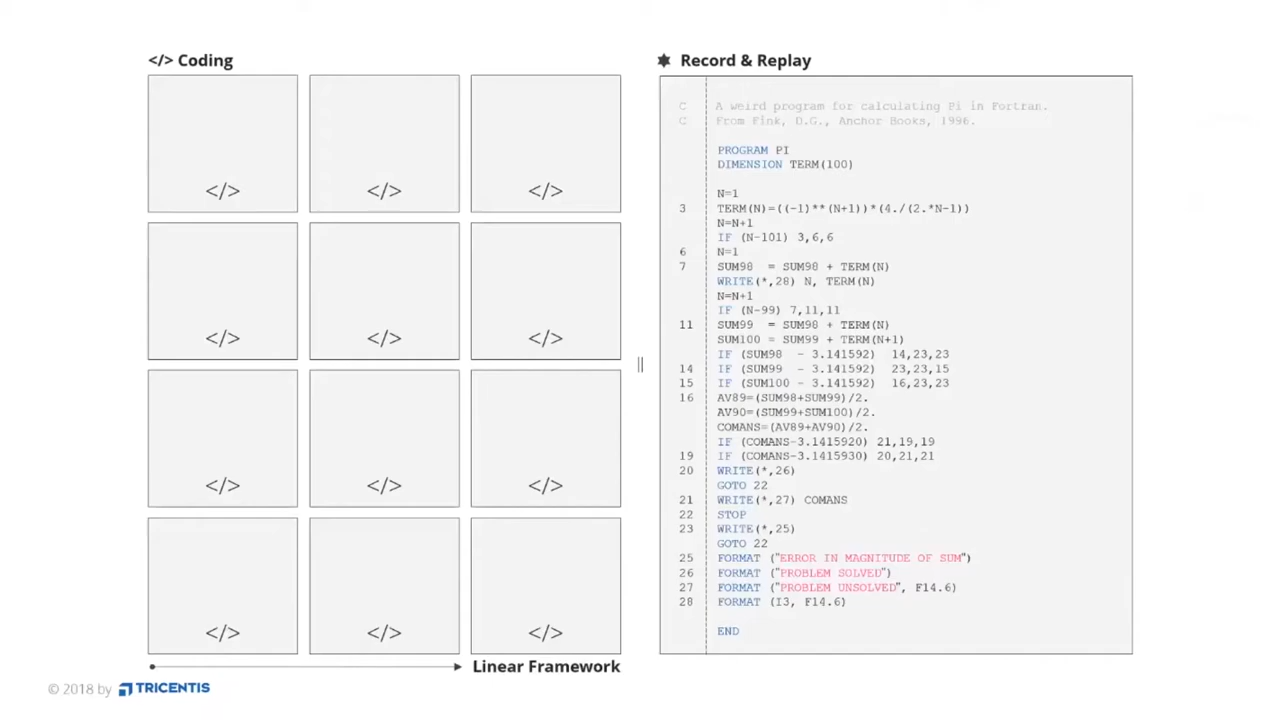 </> Coding
</> </> </>
</> </> </>
</> </> </>
</> </> </>
Linear Framework
Record & Replay
C A weird program for calculating Pi in Fortran.
C From Fink, D.G., Anchor Books, 1996.
PROGRAM PI
DIMENSION TERM(100)
N=1
3 TERM(N)=((-1)**(N+1))*(4./(2.*N-1))
N=N+1
IF (N-101) 3,6,6
6 N=1
7 SUM98 = SUM98 + TERM(N)
WRITE(*,28) N, TERM(N)
N=N+1
IF (N-99) 7,11,11
11 SUM99 = SUM98 + TERM(N)
SUM100 = SUM99 + TERM(N+1)
IF (SUM98 - 3.141592) 14,23,23
14 IF (SUM99 - 3.141592) 23,23,15
15 IF (SUM100 - 3.141592) 16,23,23
16 AV89=(SUM98+SUM99)/2.
AV90=(SUM99+SUM100)/2.
COMANS=(AV89+AV90)/2.
IF (COMANS-3.1415920) 21,19,19
19 IF (COMANS-3.1415930) 20,21,21
20 WRITE(*,26)
GOTO 22
21 WRITE(*,27) COMANS
22 STOP
23 WRITE(*,25)
GOTO 22
25 FORMAT ("ERROR IN MAGNITUDE OF SUM")
26 FORMAT ("PROBLEM SOLVED")
27 FORMAT ("PROBLEM UNSOLVED", F14.6)
28 FORMAT (I3, F14.6)
END
© 2018 by TRICENTIS